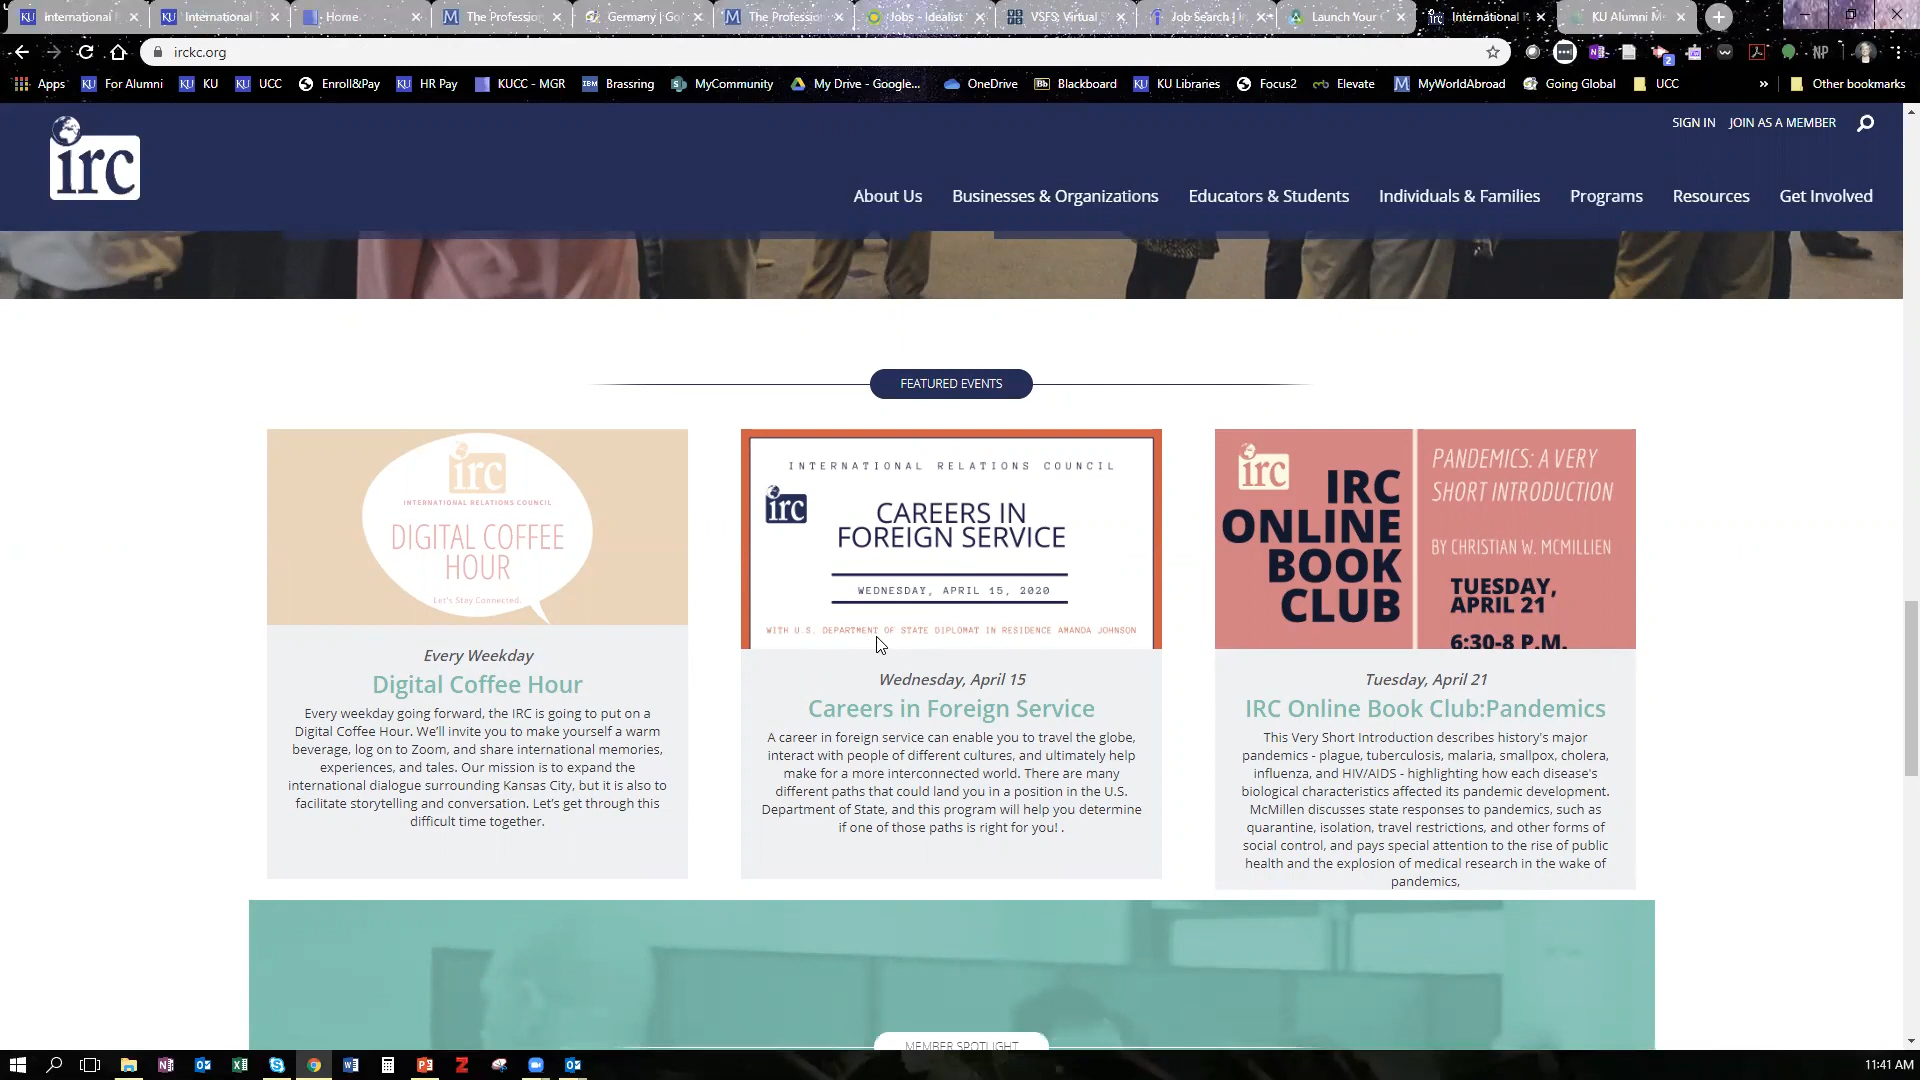 International
International
Home
The Profession
Germany | Go
The Profession
Jobs - Idealist
VSFS: Virtual S
Job Search |
Launch Your
International
KU Alumni M
irckc.org
Apps
For Alumni
KU
UCC
Enroll&Pay
HR Pay
KUCC - MGR
Brassring
MyCommunity
My Drive - Google...
OneDrive
Blackboard
KU Libraries
Focus2
Elevate
MyWorldAbroad
Going Global
UCC
»
Other bookmarks
irc
SIGN IN
JOIN AS A MEMBER
About Us
Businesses & Organizations
Educators & Students
Individuals & Families
Programs
Resources
Get Involved
FEATURED EVENTS
irc
INTERNATIONAL RELATIONS COUNCIL
DIGITAL COFFEE
HOUR
Let's Stay Connected.
Every Weekday
Digital Coffee Hour
Every weekday going forward, the IRC is going to put on a
Digital Coffee Hour. We'll invite you to make yourself a warm
beverage, log on to Zoom, and share international memories,
experiences, and tales. Our mission is to expand the
international dialogue surrounding Kansas City, but it is also to
facilitate storytelling and conversation. Let's get through this
difficult time together.
INTERNATIONAL RELATIONS COUNCIL
irc
CAREERS IN
FOREIGN SERVICE
WEDNESDAY, APRIL 15, 2020
WITH U.S. DEPARTMENT OF STATE DIPLOMAT IN RESIDENCE AMANDA JOHNSON
Wednesday, April 15
Careers in Foreign Service
A career in foreign service can enable you to travel the globe,
interact with people of different cultures, and ultimately help
make for a more interconnected world. There are many
different paths that could land you in a position in the U.S.
Department of State, and this program will help you determine
if one of those paths is right for you! .
irc
IRC
ONLINE
BOOK
CLUB
PANDEMICS: A VERY
SHORT INTRODUCTION
BY CHRISTIAN W. MCMILLIEN
TUESDAY,
APRIL 21
6:30-8 P.M.
Tuesday, April 21
IRC Online Book Club:Pandemics
This Very Short Introduction describes history's major
pandemics - plague, tuberculosis, malaria, smallpox, cholera,
influenza, and HIV/AIDS - highlighting how each disease's
biological characteristics affected its pandemic development.
McMillen discusses state responses to pandemics, such as
quarantine, isolation, travel restrictions, and other forms of
social control, and pays special attention to the rise of public
health and the explosion of medical research in the wake of
pandemics,
MEMBER SPOTLIGHT
11:41 AM